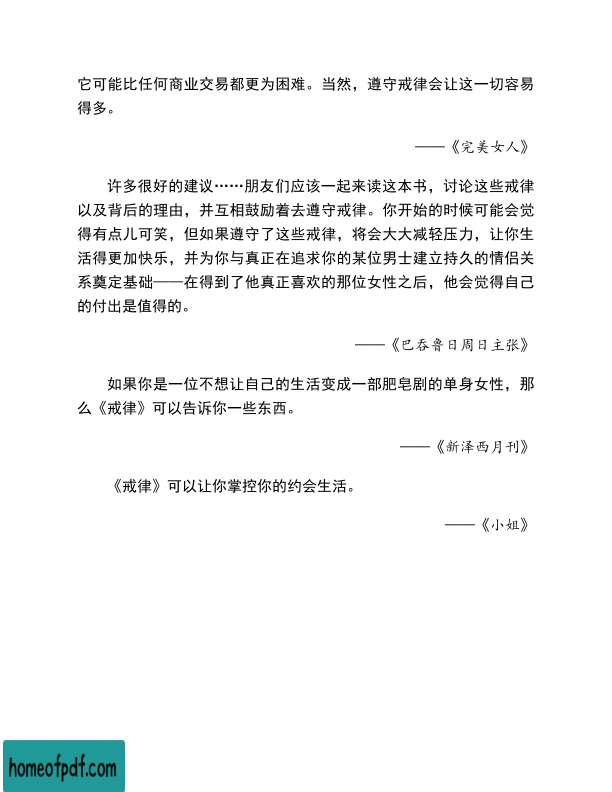 它可能比任何商业交易都更为困难。当然，遵守戒律会让这一切容易
得多。
——《完美女人》
许多很好的建议……朋友们应该一起来读这本书，讨论这些戒律
以及背后的理由，并互相鼓励着去遵守戒律。你开始的时候可能会觉
得有点儿可笑，但如果遵守了这些戒律，将会大大减轻压力，让你生
活得更加快乐，并为你与真正在追求你的某位男士建立持久的情侣关
系奠定基础——在得到了他真正喜欢的那位女性之后，他会觉得自己
的付出是值得的。
——《巴吞鲁日周日主张》
如果你是一位不想让自己的生活变成一部肥皂剧的单身女性，那
么《戒律》可以告诉你一些东西。
——《新泽西月刊》
《戒律》可以让你掌控你的约会生活。
——《小姐》
homeofpdf.com